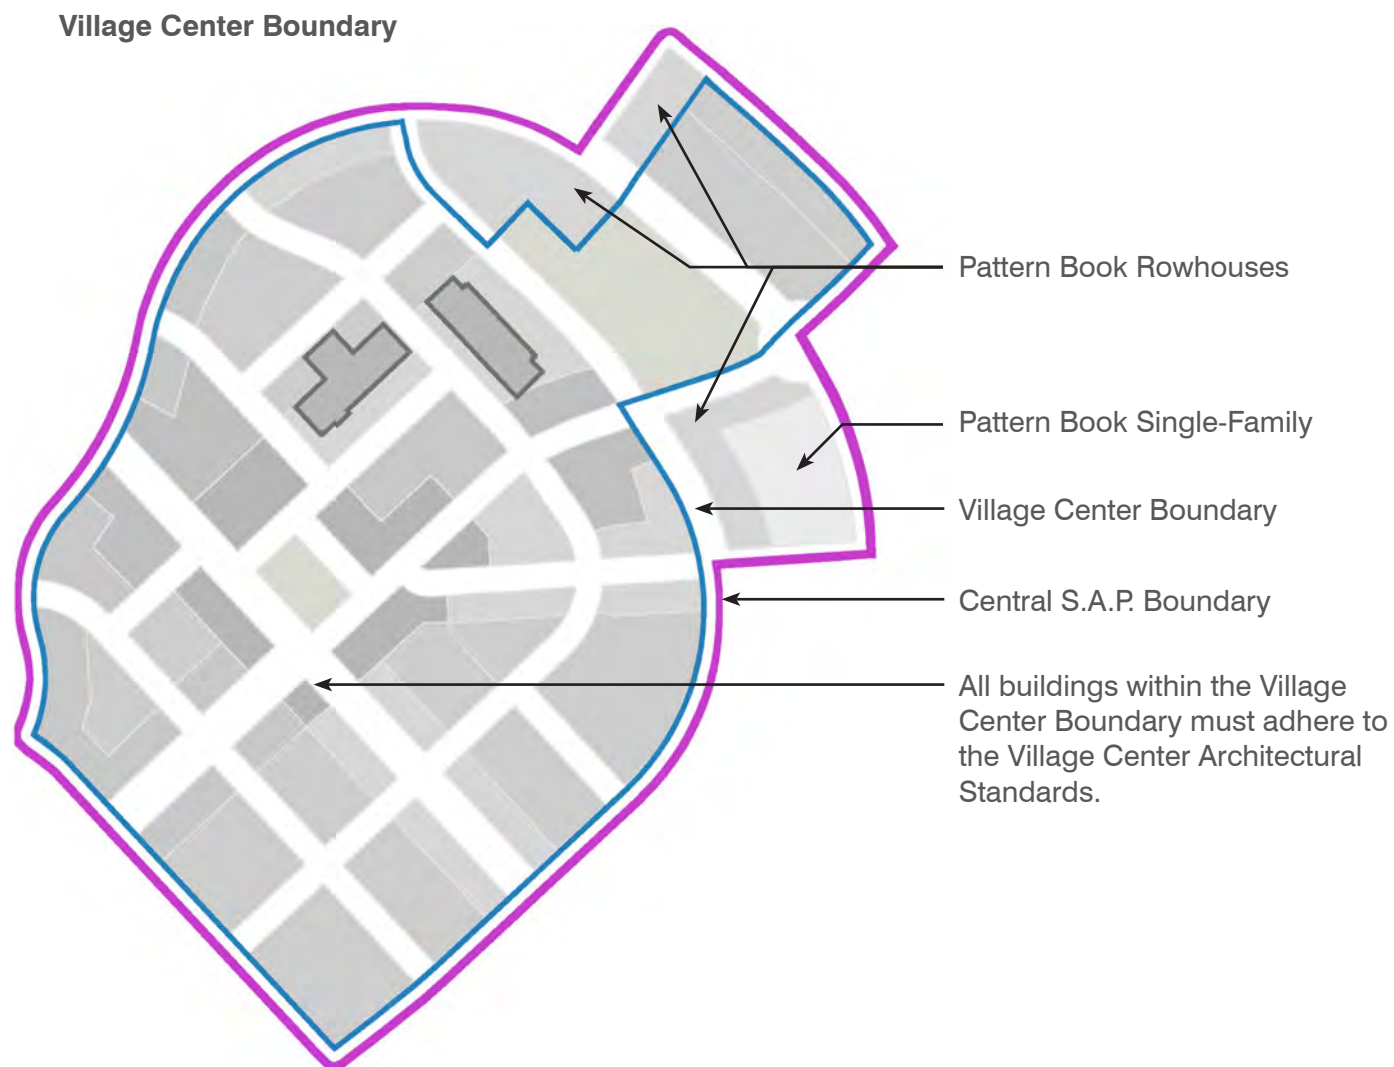 Village Center Boundary
Pattern Book Rowhouses
Pattern Book Single-Family
Village Center Boundary
Central S.A.P. Boundary
All buildings within the Village
Center Boundary must adhere to
the Village Center Architectural
Standards.